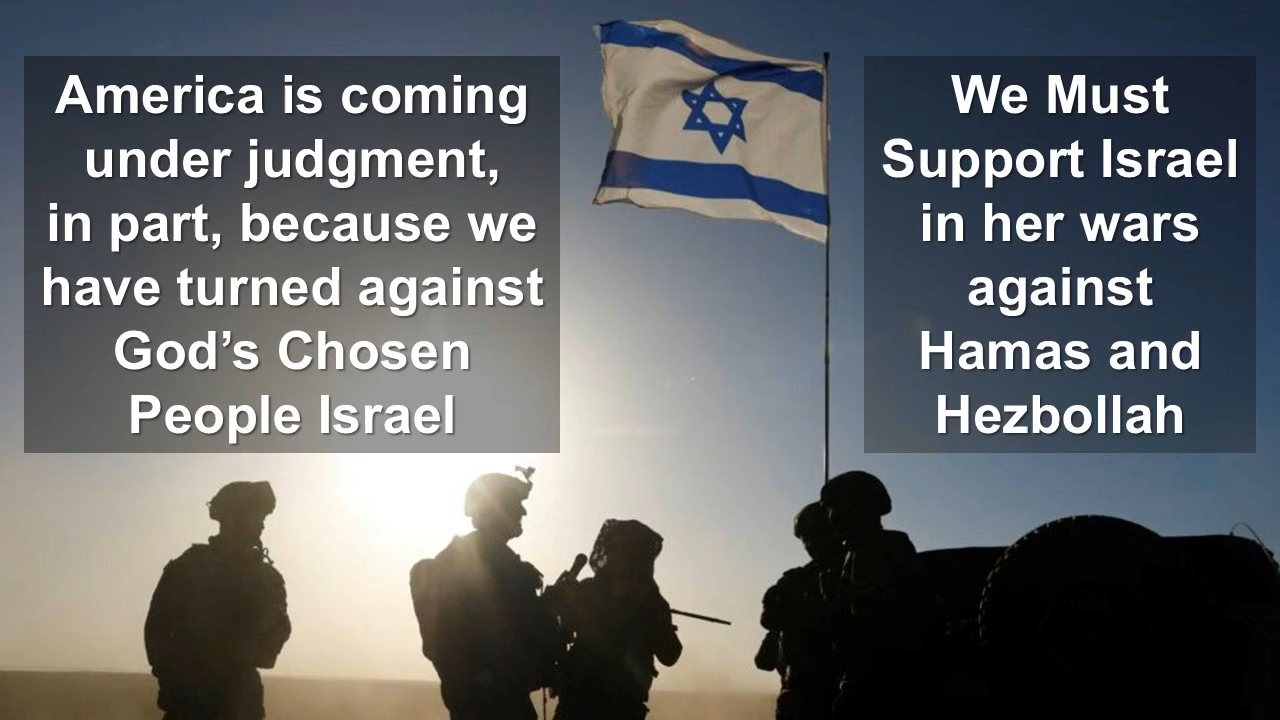 America is coming
under judgment,
in part, because we
have turned against
God’s Chosen
People Israel
We Must
Support Israel
in her wars
against
Hamas and
Hezbollah